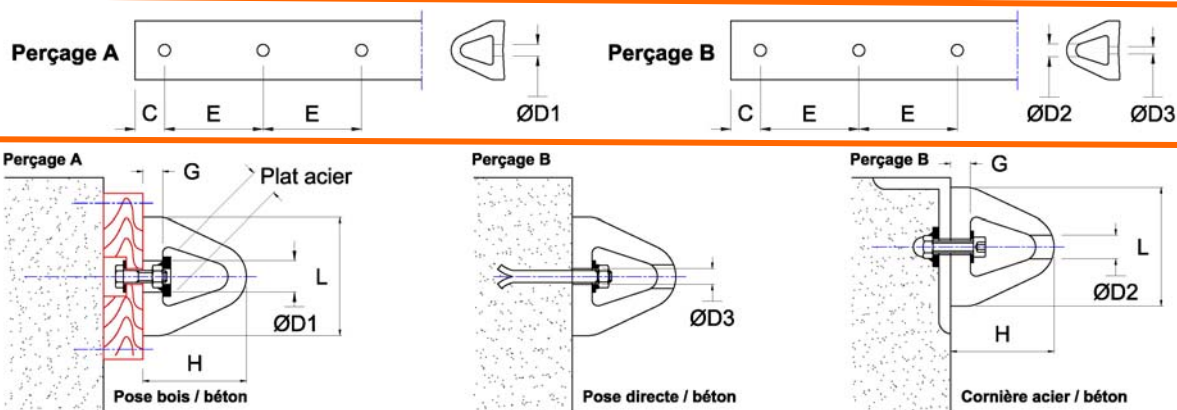 Perçage A
C
E
E
ØD1
Perçage B
C
E
E
ØD2
ØD3
Perçage A
G
Plat acier
L
ØD1
H
Pose bois / béton
Perçage B
ØD3
Pose directe / béton
Perçage B
G
L
ØD2
H
Cornière acier / béton